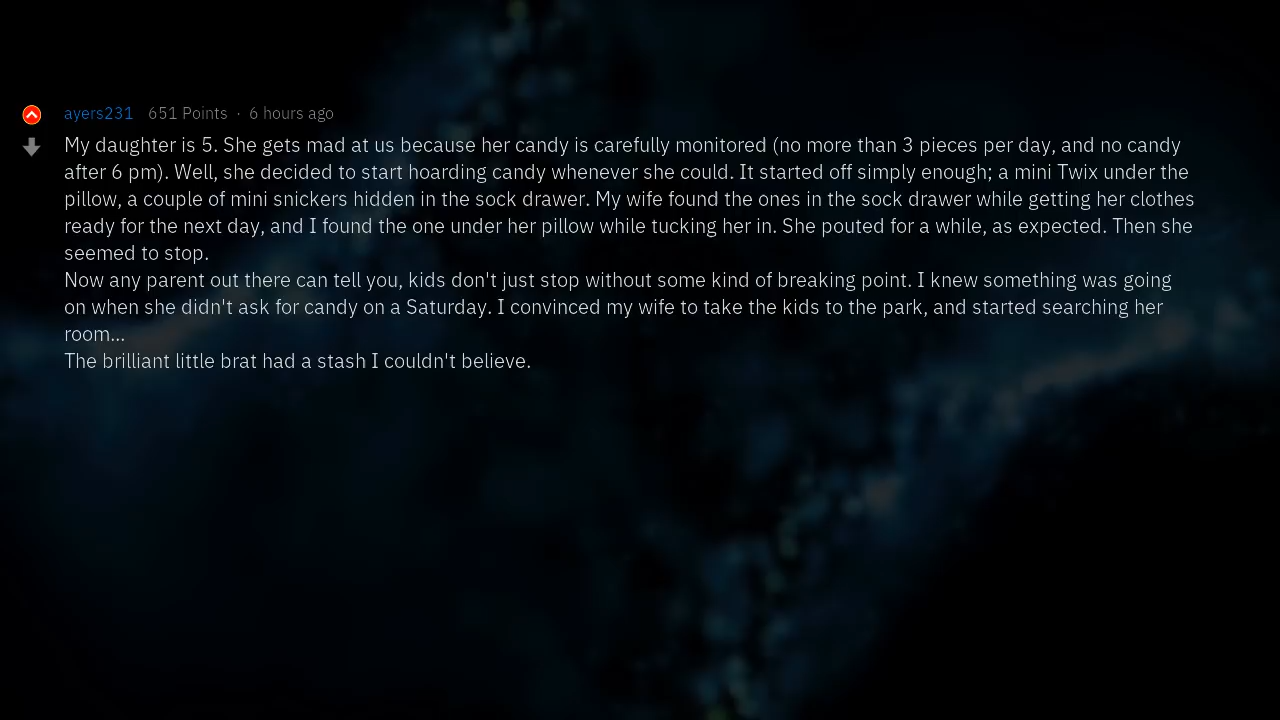 ayers231 651 Points · 6 hours ago
My daughter is 5. She gets mad at us because her candy is carefully monitored (no more than 3 pieces per day, and no candy
after 6 pm). Well, she decided to start hoarding candy whenever she could. It started off simply enough; a mini Twix under the
pillow, a couple of mini snickers hidden in the sock drawer. My wife found the ones in the sock drawer while getting her clothes
ready for the next day, and I found the one under her pillow while tucking her in. She pouted for a while, as expected. Then she
seemed to stop.
Now any parent out there can tell you, kids don't just stop without some kind of breaking point. I knew something was going
on when she didn't ask for candy on a Saturday. I convinced my wife to take the kids to the park, and started searching her
room...
The brilliant little brat had a stash I couldn't believe.